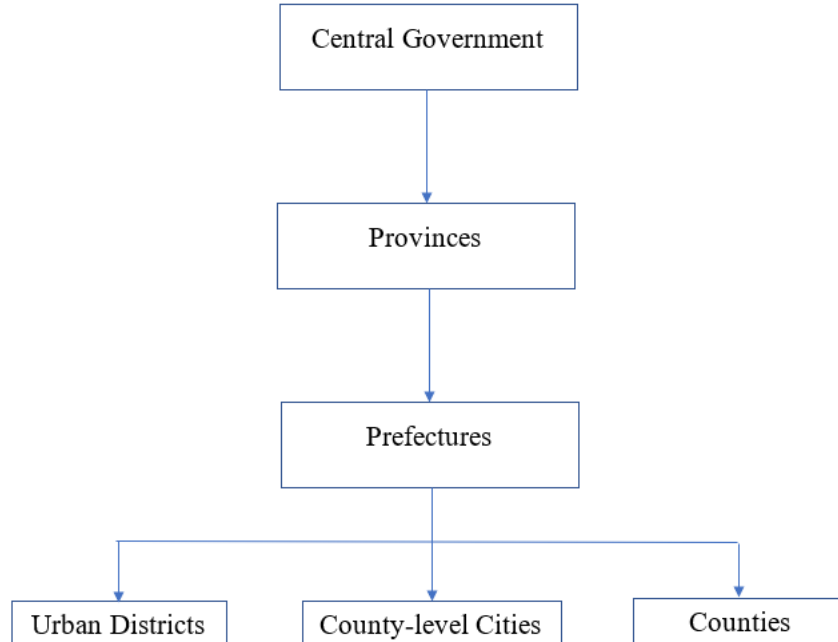 Central Government
Provinces
Prefectures
Urban Districts
County-level Cities
Counties